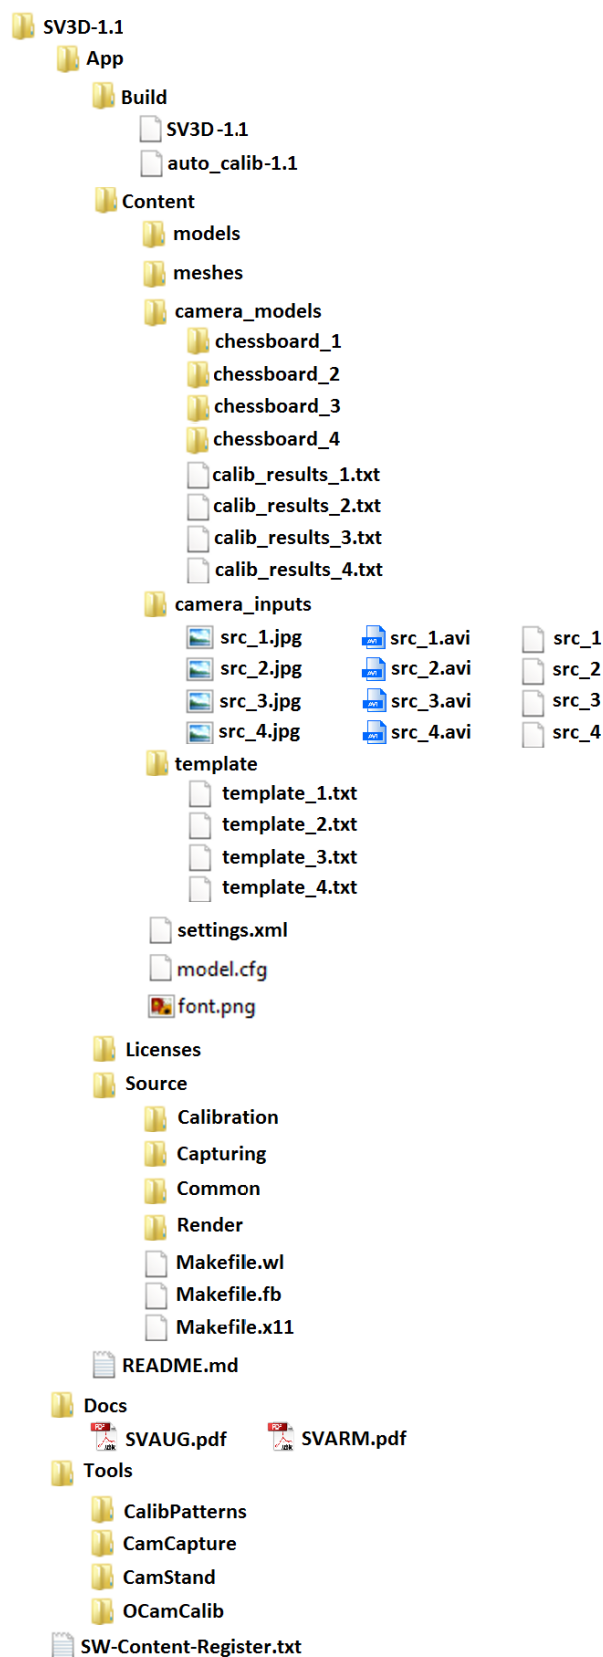 SV3D-1.1
App
Build
SV3D-1.1
auto_calib-1.1
Content
models
meshes
camera_models
chessboard_1
chessboard_2
chessboard_3
chessboard_4
calib_results_1.txt
calib_results_2.txt
calib_results_3.txt
calib_results_4.txt
camera_inputs
src_1.jpg src_1.avi src_1
src_2.jpg src_2.avi src_2
src_3.jpg src_3.avi src_3
src_4.jpg src_4.avi src_4
template
template_1.txt
template_2.txt
template_3.txt
template_4.txt
settings.xml
model.cfg
font.png
Licenses
Source
Calibration
Capturing
Common
Render
Makefile.wl
Makefile.fb
Makefile.x11
README.md
Docs
SVAUG.pdf SVARM.pdf
Tools
CalibPatterns
CamCapture
CamStand
OCamCalib
SW-Content-Register.txt